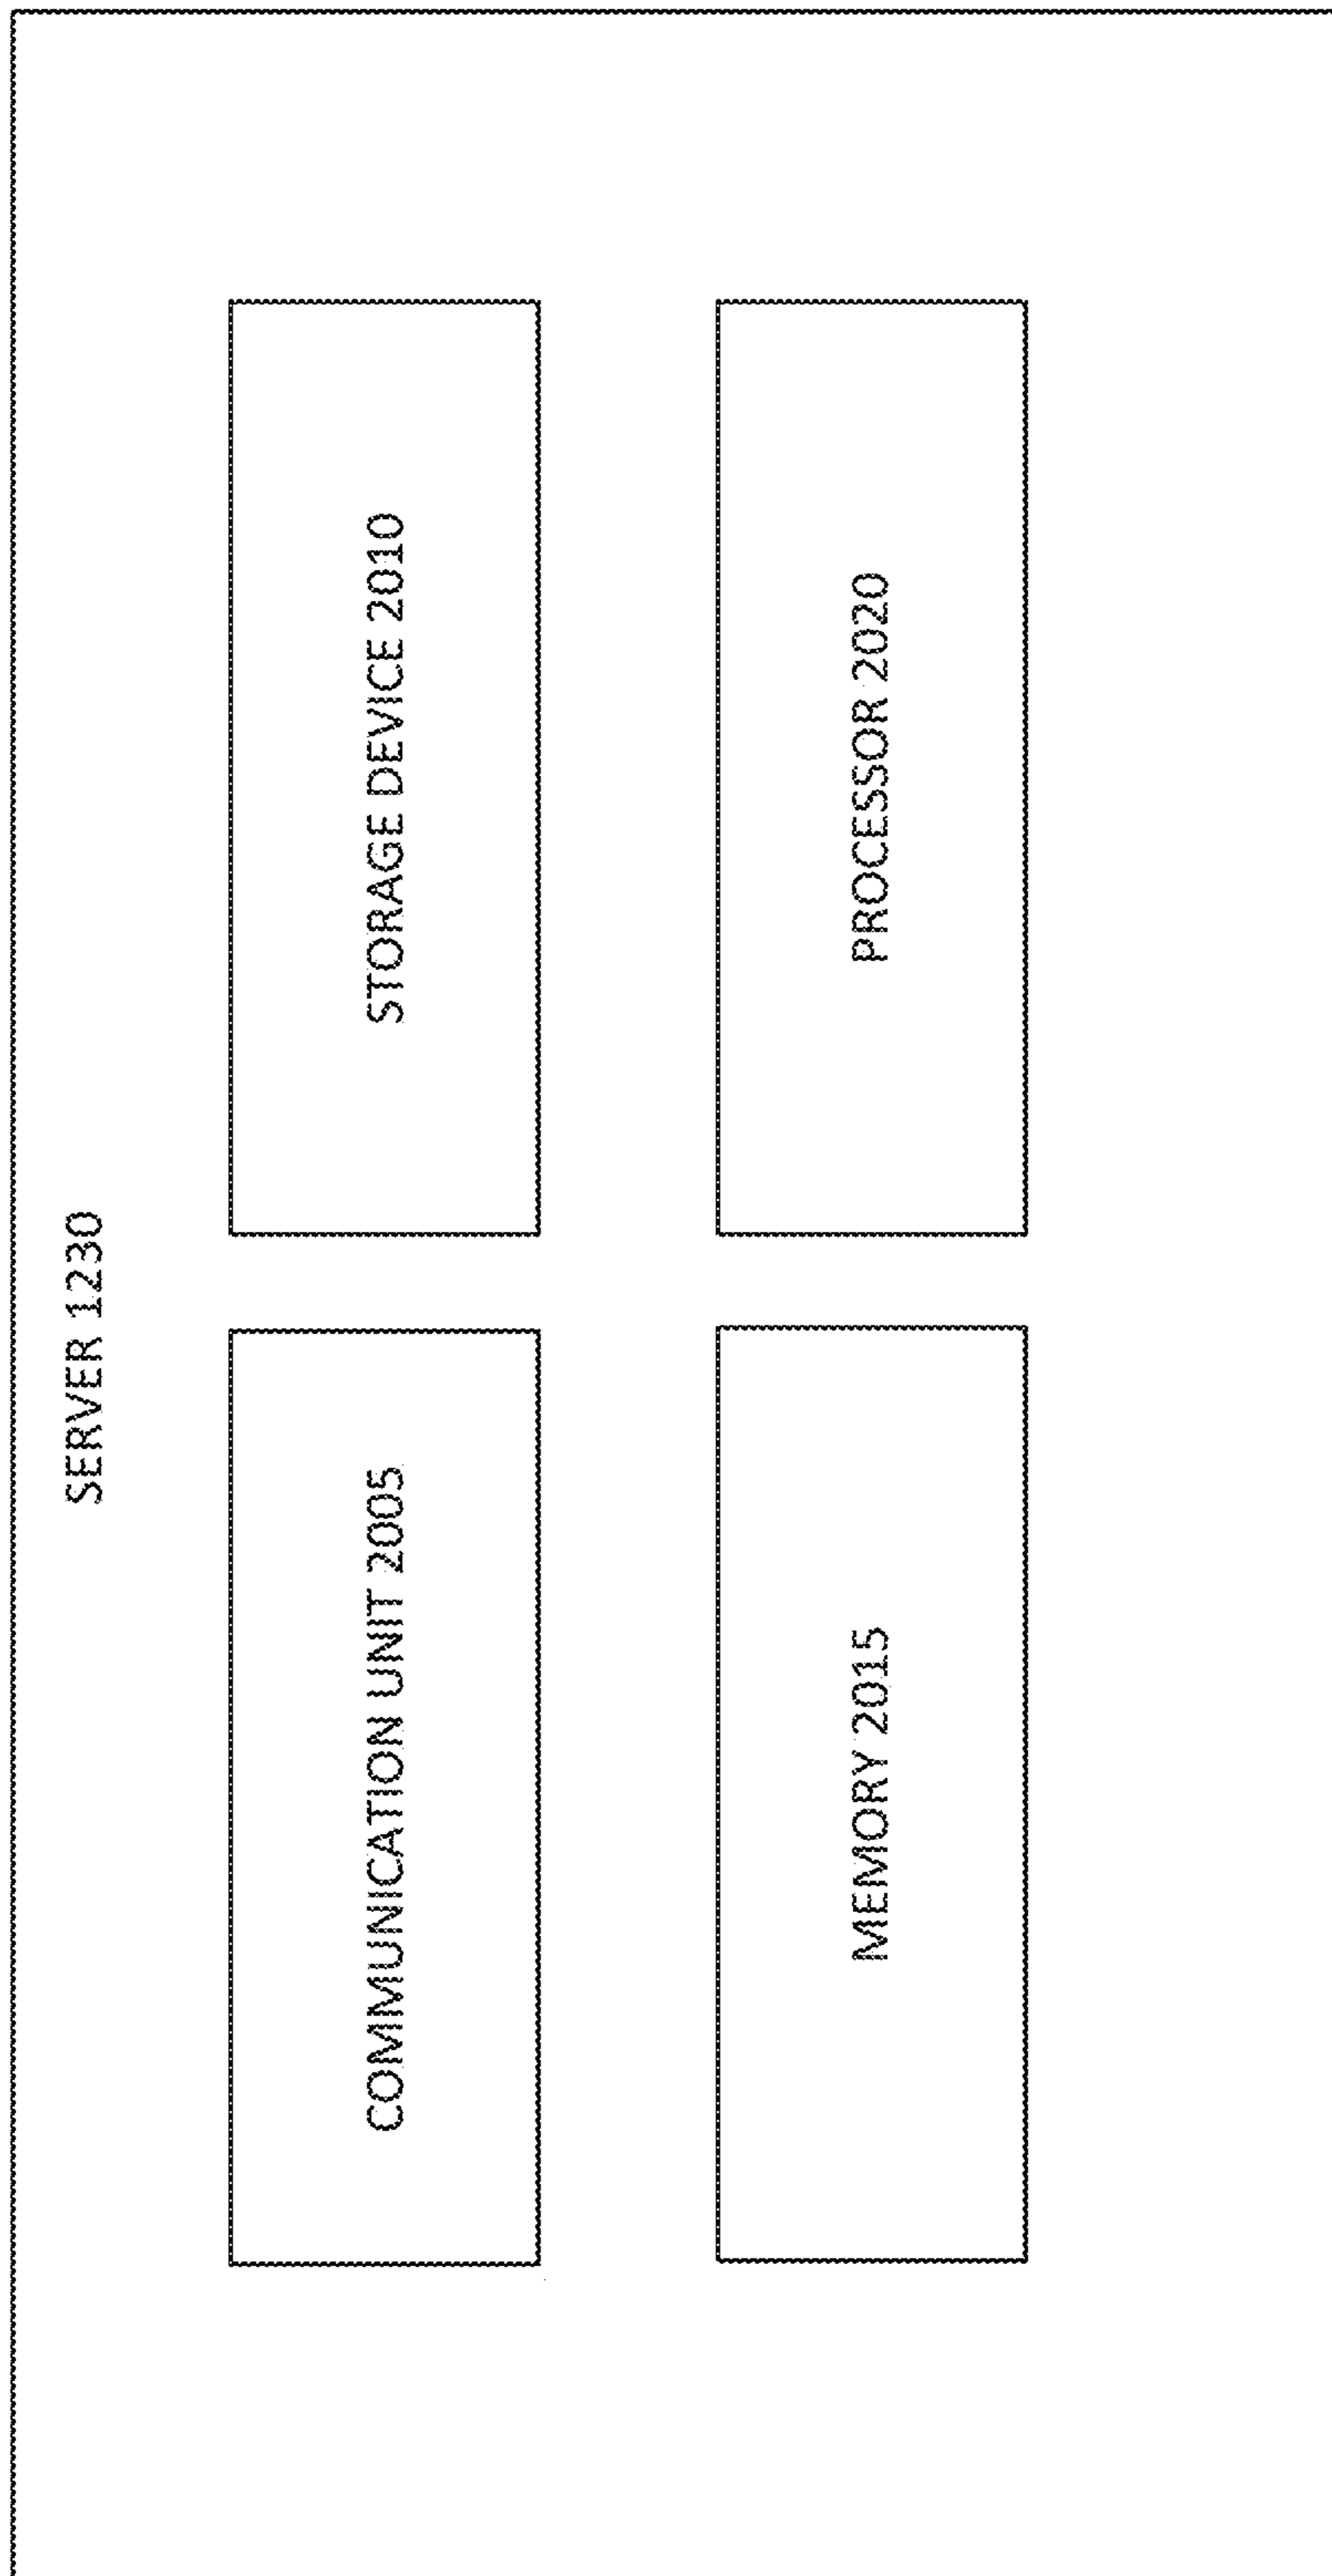 SERVER 1230
COMMUNICATION UNIT 2005
STORAGE DEVICE 2010
MEMORY 2015
PROCESSOR 2020